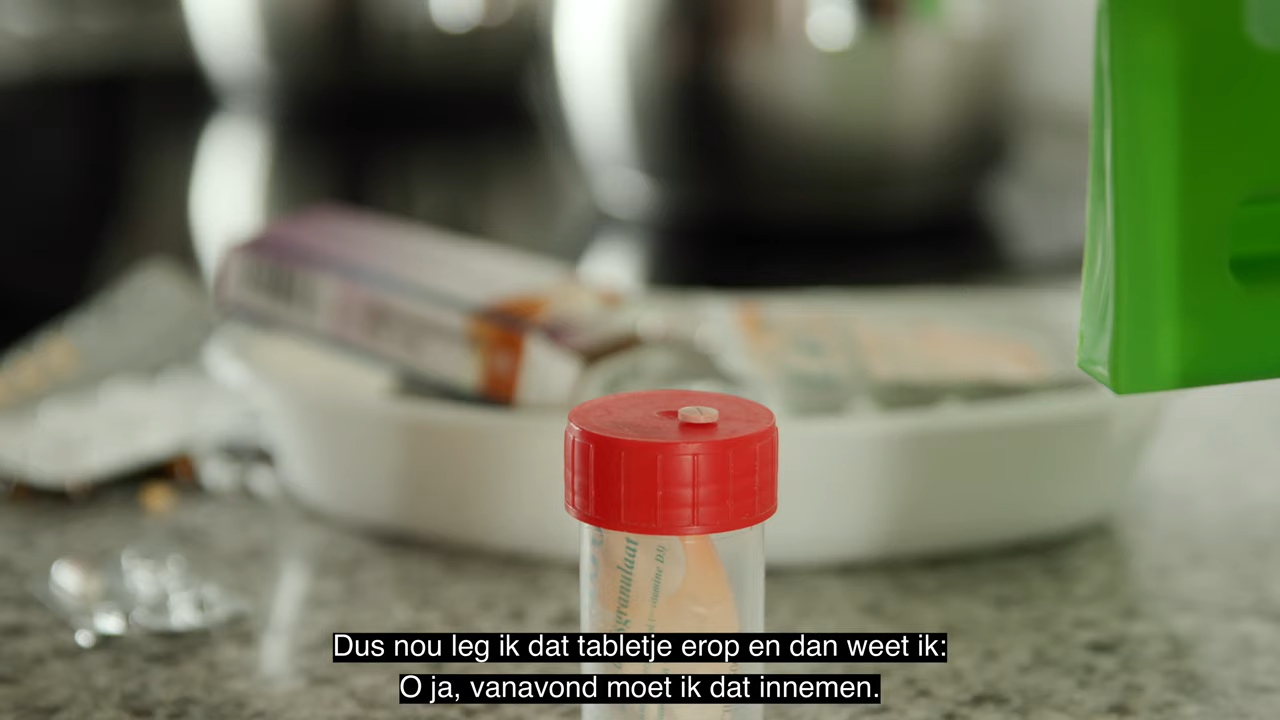 Dus nou leg ik dat tabletje erop en dan weet ik:
O ja, vanavond moet ik dat innemen.